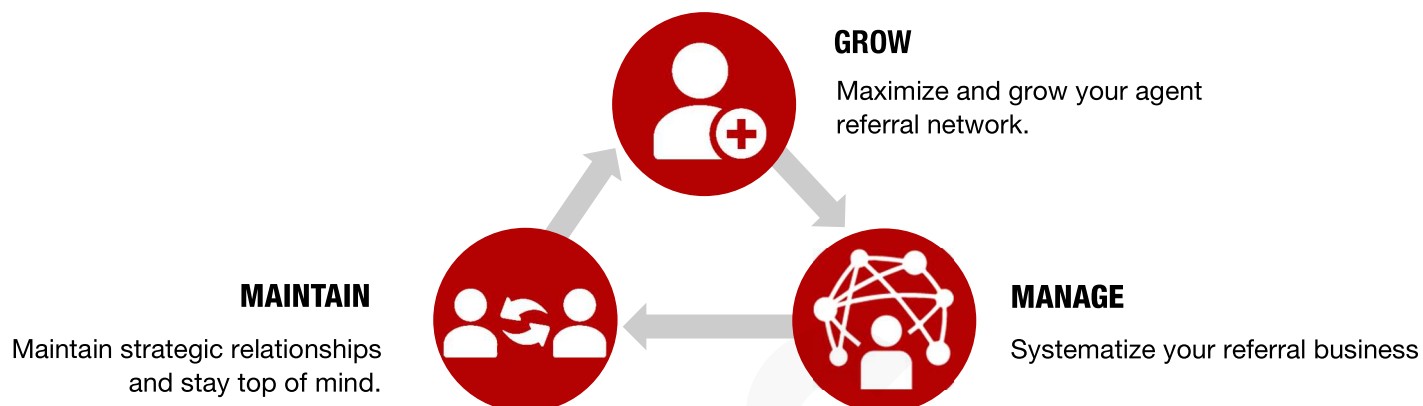 GROW
Maximize and grow your agent
referral network.
MAINTAIN
Maintain strategic relationships
and stay top of mind.
MANAGE
Systematize your referral business